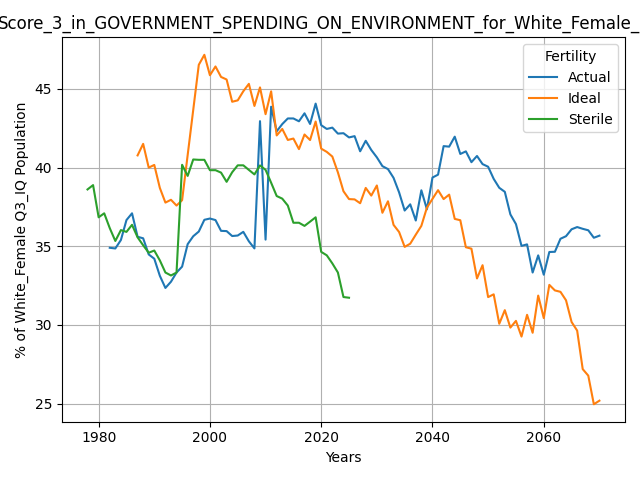 Score_3_in_GOVERNMENT_SPENDING_ON_ENVIRONMENT_for_White_Female_
Fertility
Actual
Ideal
Sterile
% of White_Female Q3_IQ Population
45
40
35
30
25
1980
2000
2020
2040
2060
Years